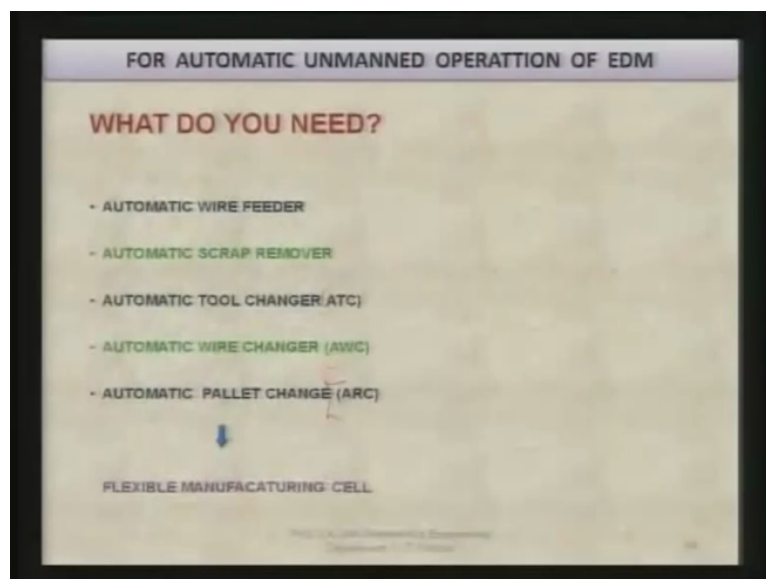 FOR AUTOMATIC UNMANNED OPERATTION OF EDM
WHAT DO YOU NEED?
- AUTOMATIC WIRE FEEDER
- AUTOMATIC SCRAP REMOVER
- AUTOMATIC TOOL CHANGER (ATC)
- AUTOMATIC WIRE CHANGER (AWC)
- AUTOMATIC PALLET CHANGE (ARC)
FLEXIBLE MANUFACATURING CELL